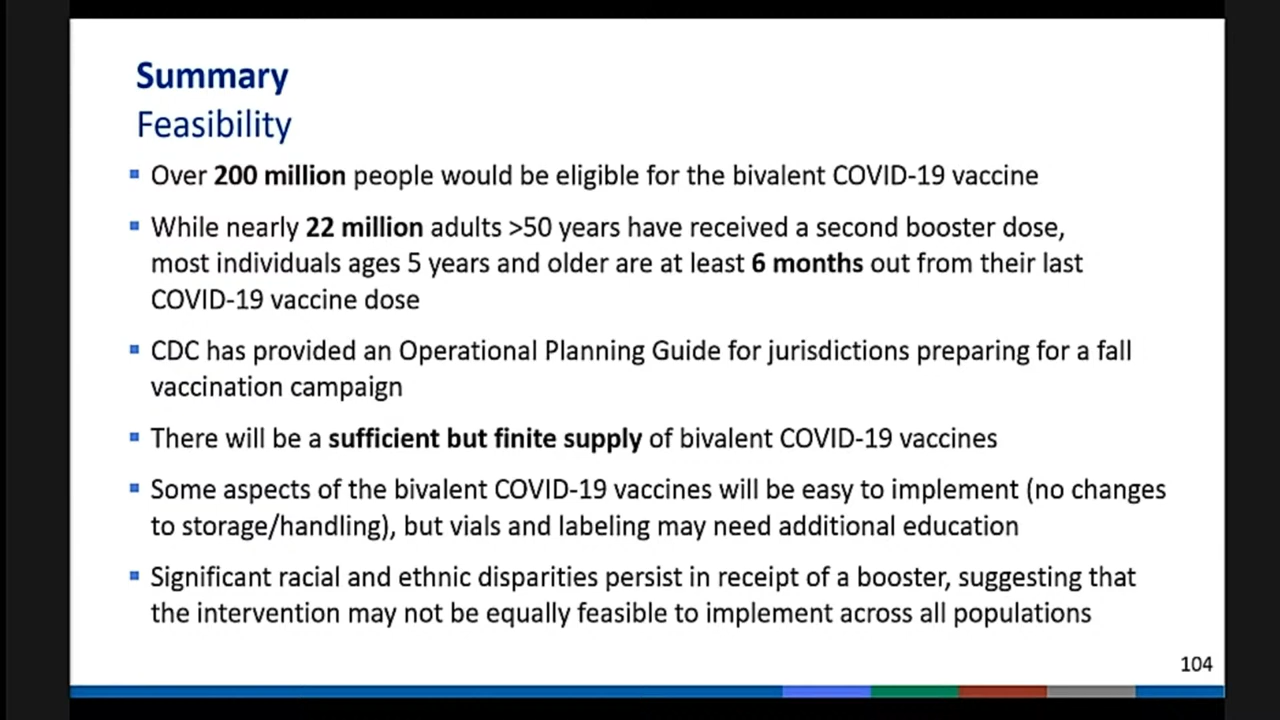 Summary
Feasibility
▪ Over 200 million people would be eligible for the bivalent COVID-19 vaccine
▪ While nearly 22 million adults >50 years have received a second booster dose,
most individuals ages 5 years and older are at least 6 months out from their last
COVID-19 vaccine dose
▪ CDC has provided an Operational Planning Guide for jurisdictions preparing for a fall
vaccination campaign
▪ There will be a sufficient but finite supply of bivalent COVID-19 vaccines
▪ Some aspects of the bivalent COVID-19 vaccines will be easy to implement (no changes
to storage/handling), but vials and labeling may need additional education
▪ Significant racial and ethnic disparities persist in receipt of a booster, suggesting that
the intervention may not be equally feasible to implement across all populations
104